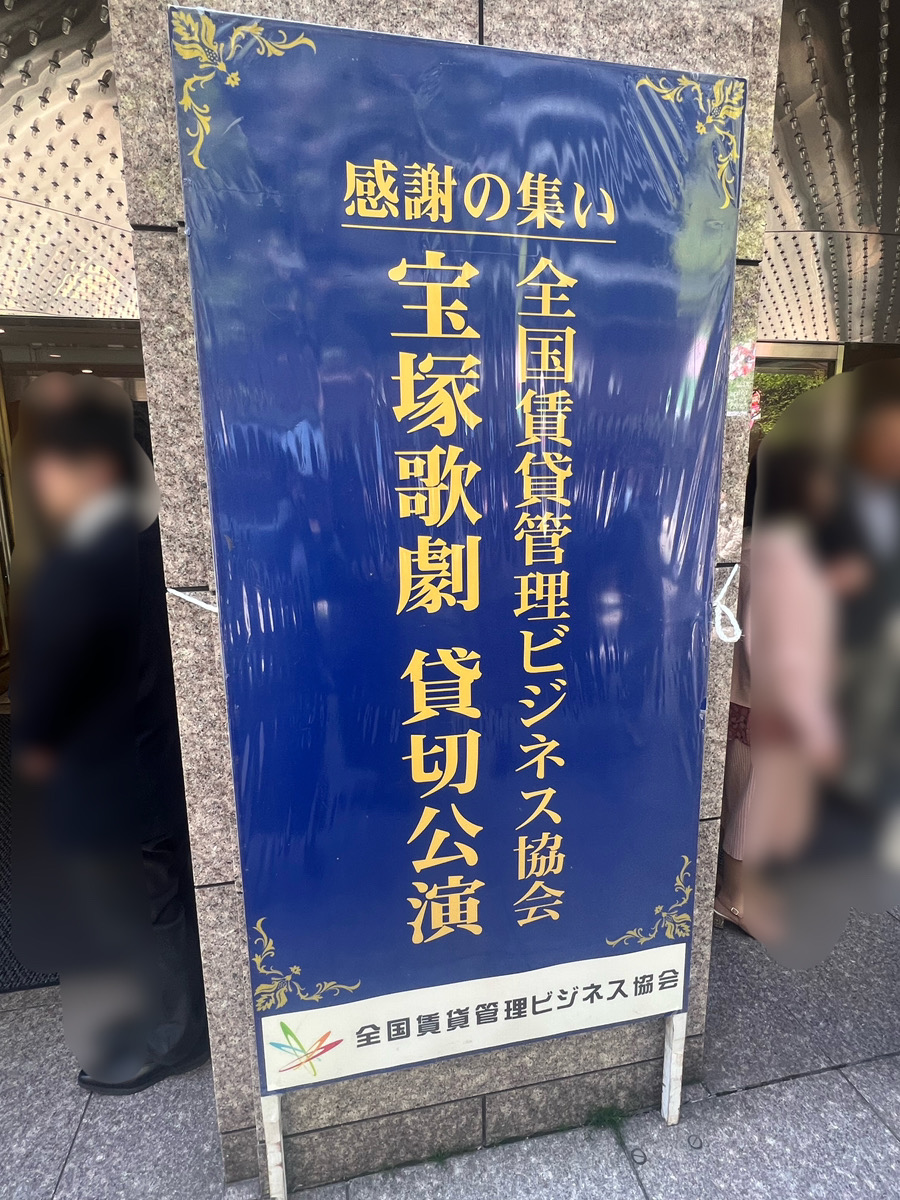 感謝の集い
全国賃貸管理ビジネス協会
宝塚歌劇 貸切公演
全国賃貸管理ビジネス協会